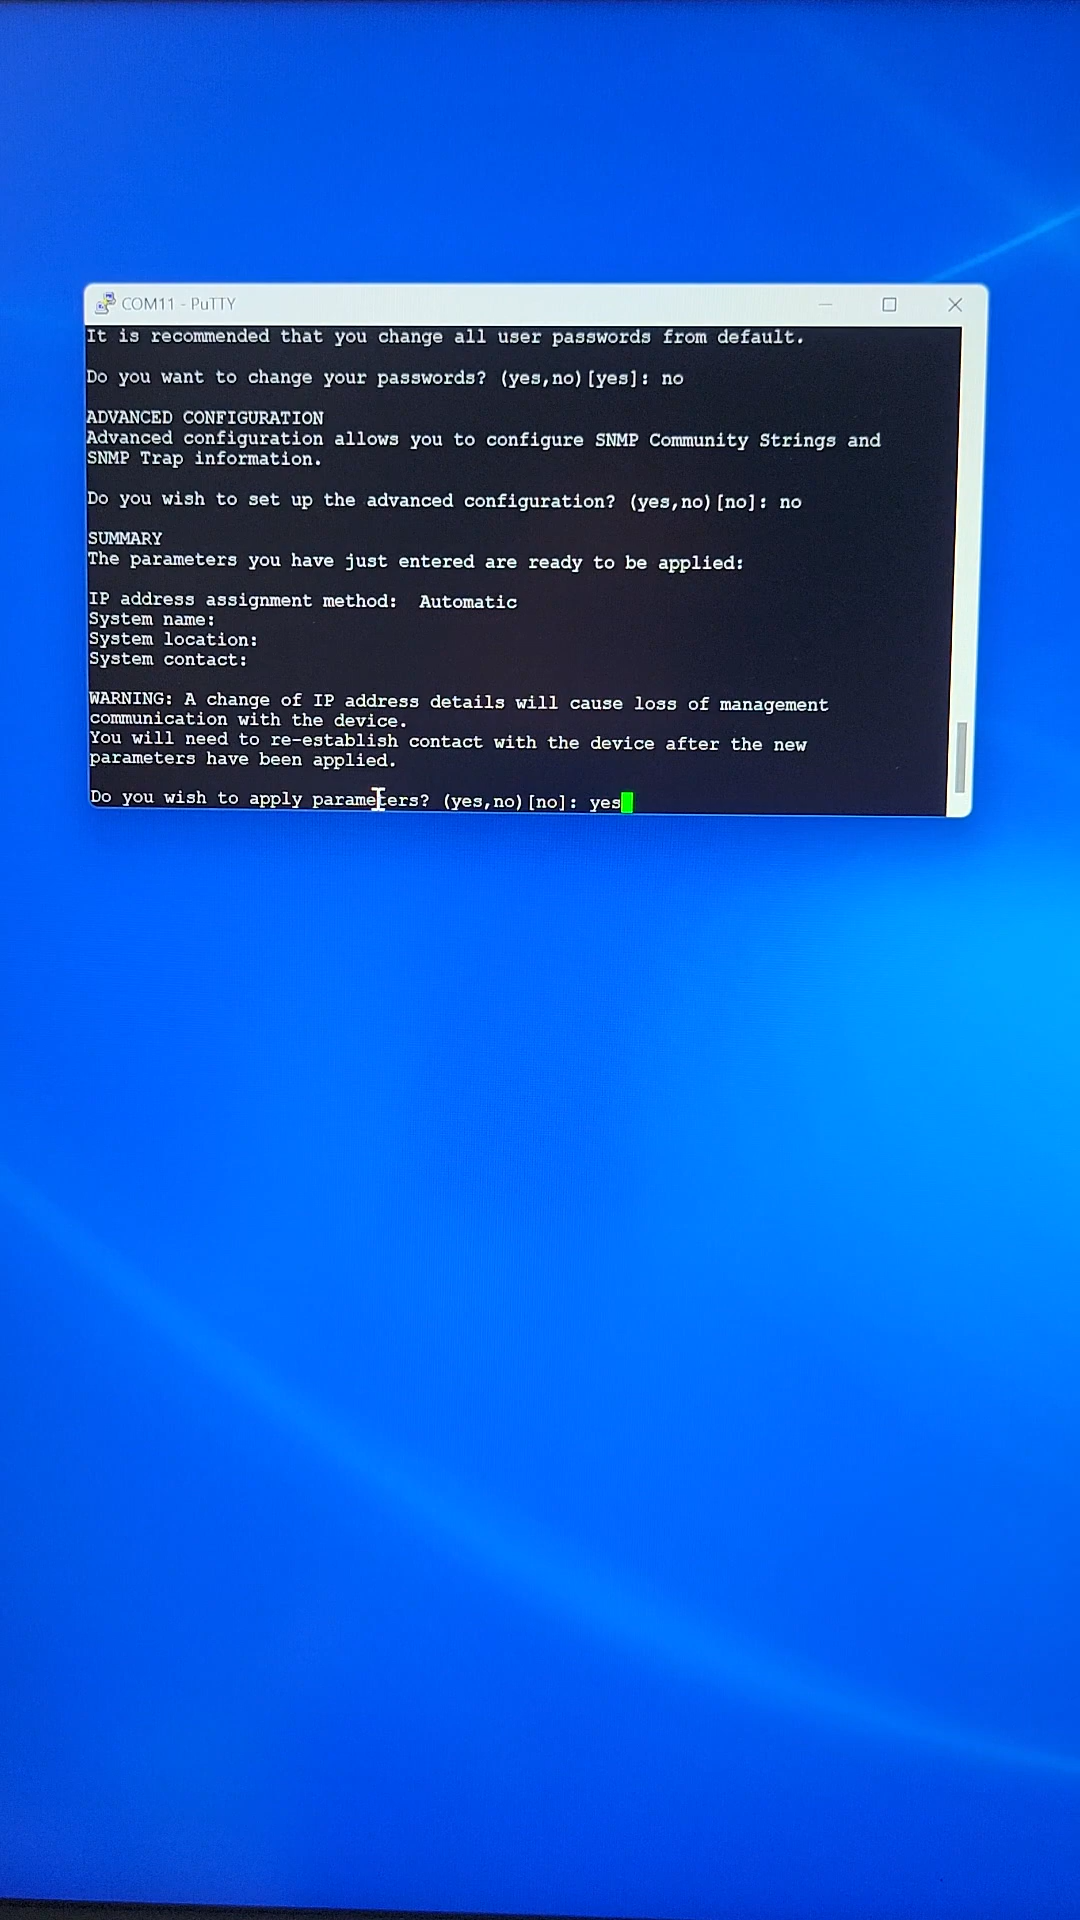 COM11 - PuTTY
It is recommended that you change all user passwords from default.
Do you want to change your passwords? (yes,no)[yes]: no
ADVANCED CONFIGURATION
Advanced configuration allows you to configure SNMP Community Strings and
SNMP Trap information.
Do you wish to set up the advanced configuration? (yes,no)[no]: no
SUMMARY
The parameters you have just entered are ready to be applied:
IP address assignment method:  Automatic
System name:
System location:
System contact:
WARNING: A change of IP address details will cause loss of management
communication with the device.
You will need to re-establish contact with the device after the new
parameters have been applied.
Do you wish to apply parameters? (yes,no)[no]: yes